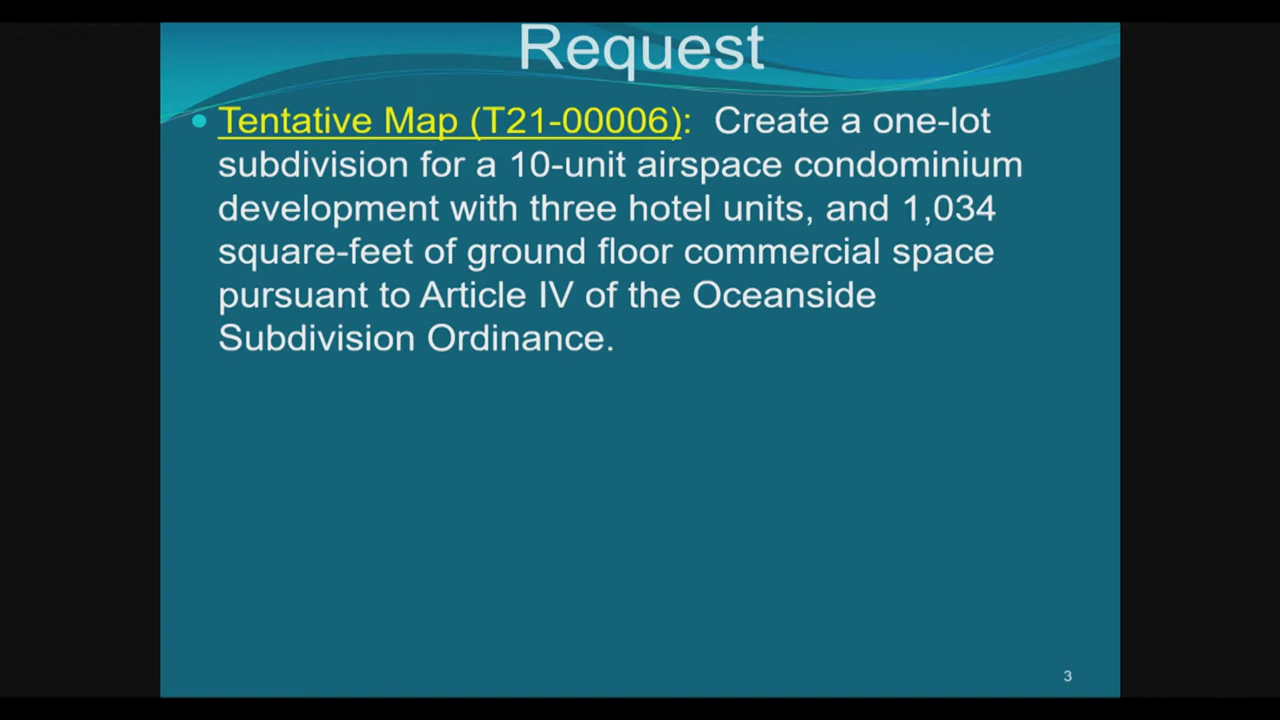 Request
Tentative Map (T21-00006): Create a one-lot
subdivision for a 10-unit airspace condominium
development with three hotel units, and 1,034
square-feet of ground floor commercial space
pursuant to Article IV of the Oceanside
Subdivision Ordinance.
3